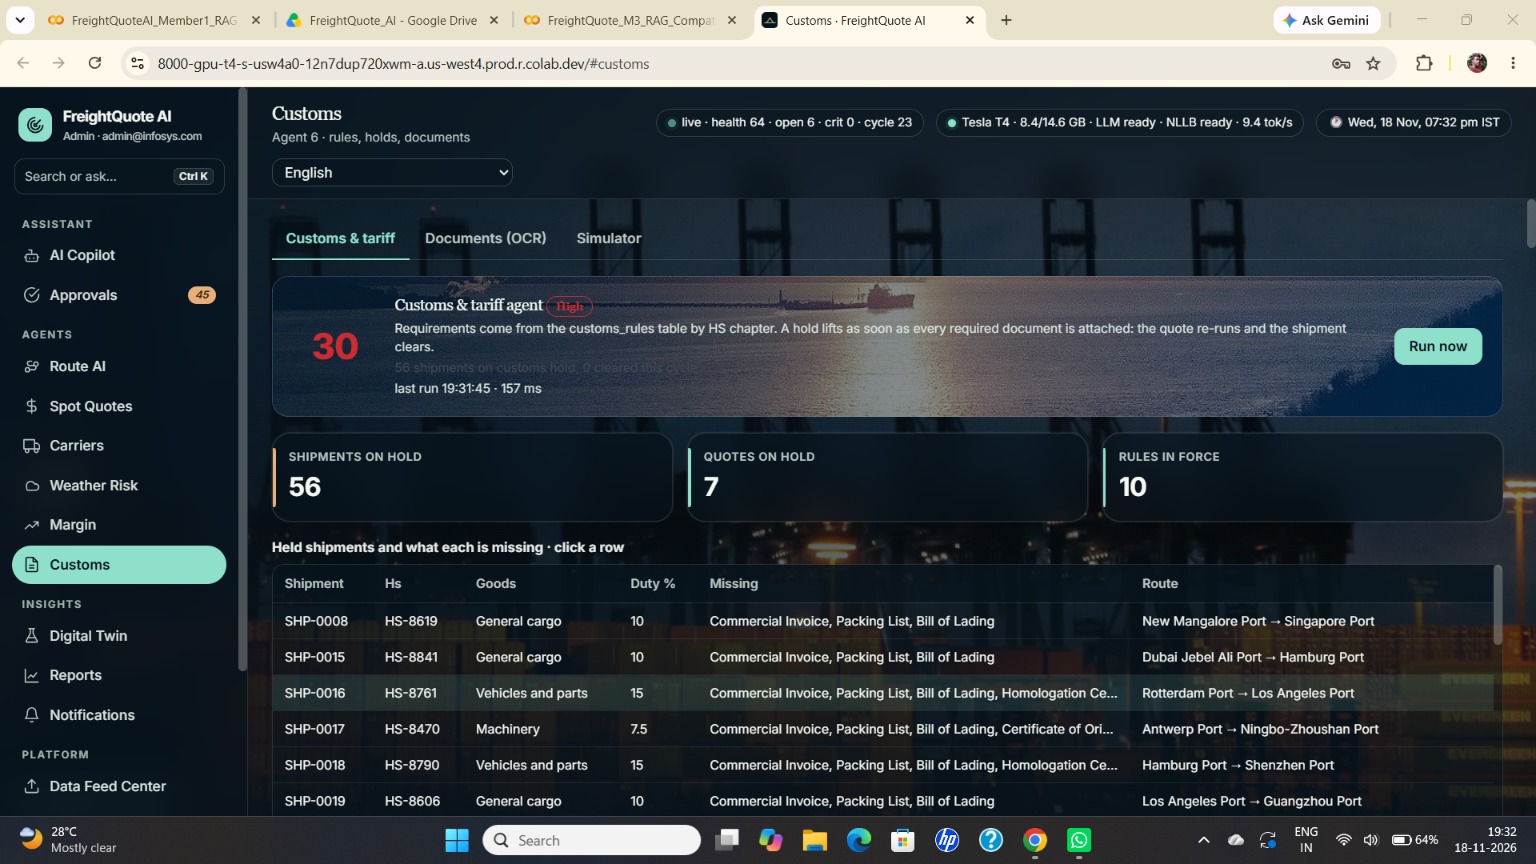 FreightQuoteAI_Member1_RAG
FreightQuote_AI - Google Drive
FreightQuote_M3_RAG_Compat
Customs · FreightQuote AI
Ask Gemini
8000-gpu-t4-s-usw4a0-12n7dup720xwm-a.us-west4.prod.r.colab.dev/#customs
FreightQuote AI
Admin · admin@infosys.com
Search or ask...
Ctrl K
ASSISTANT
AI Copilot
Approvals
45
AGENTS
Route AI
Spot Quotes
Carriers
Weather Risk
Margin
Customs
INSIGHTS
Digital Twin
Reports
Notifications
PLATFORM
Data Feed Center
Customs
Agent 6 · rules, holds, documents
live · health 64 · open 6 · crit 0 · cycle 23
Tesla T4 · 8.4/14.6 GB · LLM ready · NLLB ready · 9.4 tok/s
Wed, 18 Nov, 07:32 pm IST
English
Customs & tariff
Documents (OCR)
Simulator
30
Customs & tariff agent
High
Requirements come from the customs_rules table by HS chapter. A hold lifts as soon as every required document is attached: the quote re-runs and the shipment
clears.
56 shipments on customs hold, 0 cleared this cycle
last run 19:31:45 · 157 ms
Run now
SHIPMENTS ON HOLD
56
QUOTES ON HOLD
7
RULES IN FORCE
10
Held shipments and what each is missing · click a row
Shipment Hs Goods Duty % Missing Route
SHP-0008 HS-8619 General cargo 10 Commercial Invoice, Packing List, Bill of Lading New Mangalore Port → Singapore Port
SHP-0015 HS-8841 General cargo 10 Commercial Invoice, Packing List, Bill of Lading Dubai Jebel Ali Port → Hamburg Port
SHP-0016 HS-8761 Vehicles and parts 15 Commercial Invoice, Packing List, Bill of Lading, Homologation Ce... Rotterdam Port → Los Angeles Port
SHP-0017 HS-8470 Machinery 7.5 Commercial Invoice, Packing List, Bill of Lading, Certificate of Ori... Antwerp Port → Ningbo-Zhoushan Port
SHP-0018 HS-8790 Vehicles and parts 15 Commercial Invoice, Packing List, Bill of Lading, Homologation Ce... Hamburg Port → Shenzhen Port
SHP-0019 HS-8606 General cargo 10 Commercial Invoice, Packing List, Bill of Lading Los Angeles Port → Guangzhou Port
EVERGREEN
28°C
Mostly clear
Search
hp
ENG
IN
64%
19:32
18-11-2026